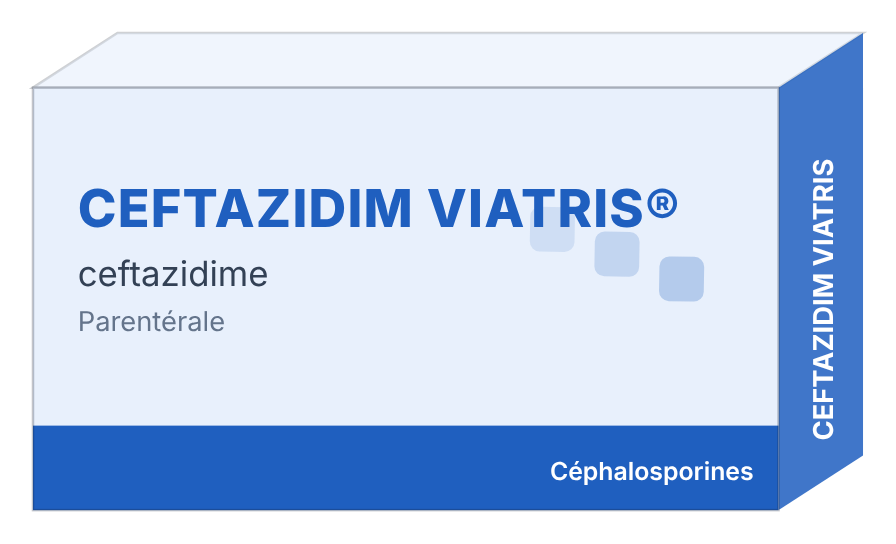 CEFTAZIDIM VIATRIS®
ceftazidime
Parentérale
Céphalosporines
CEFTAZIDIM VIATRIS